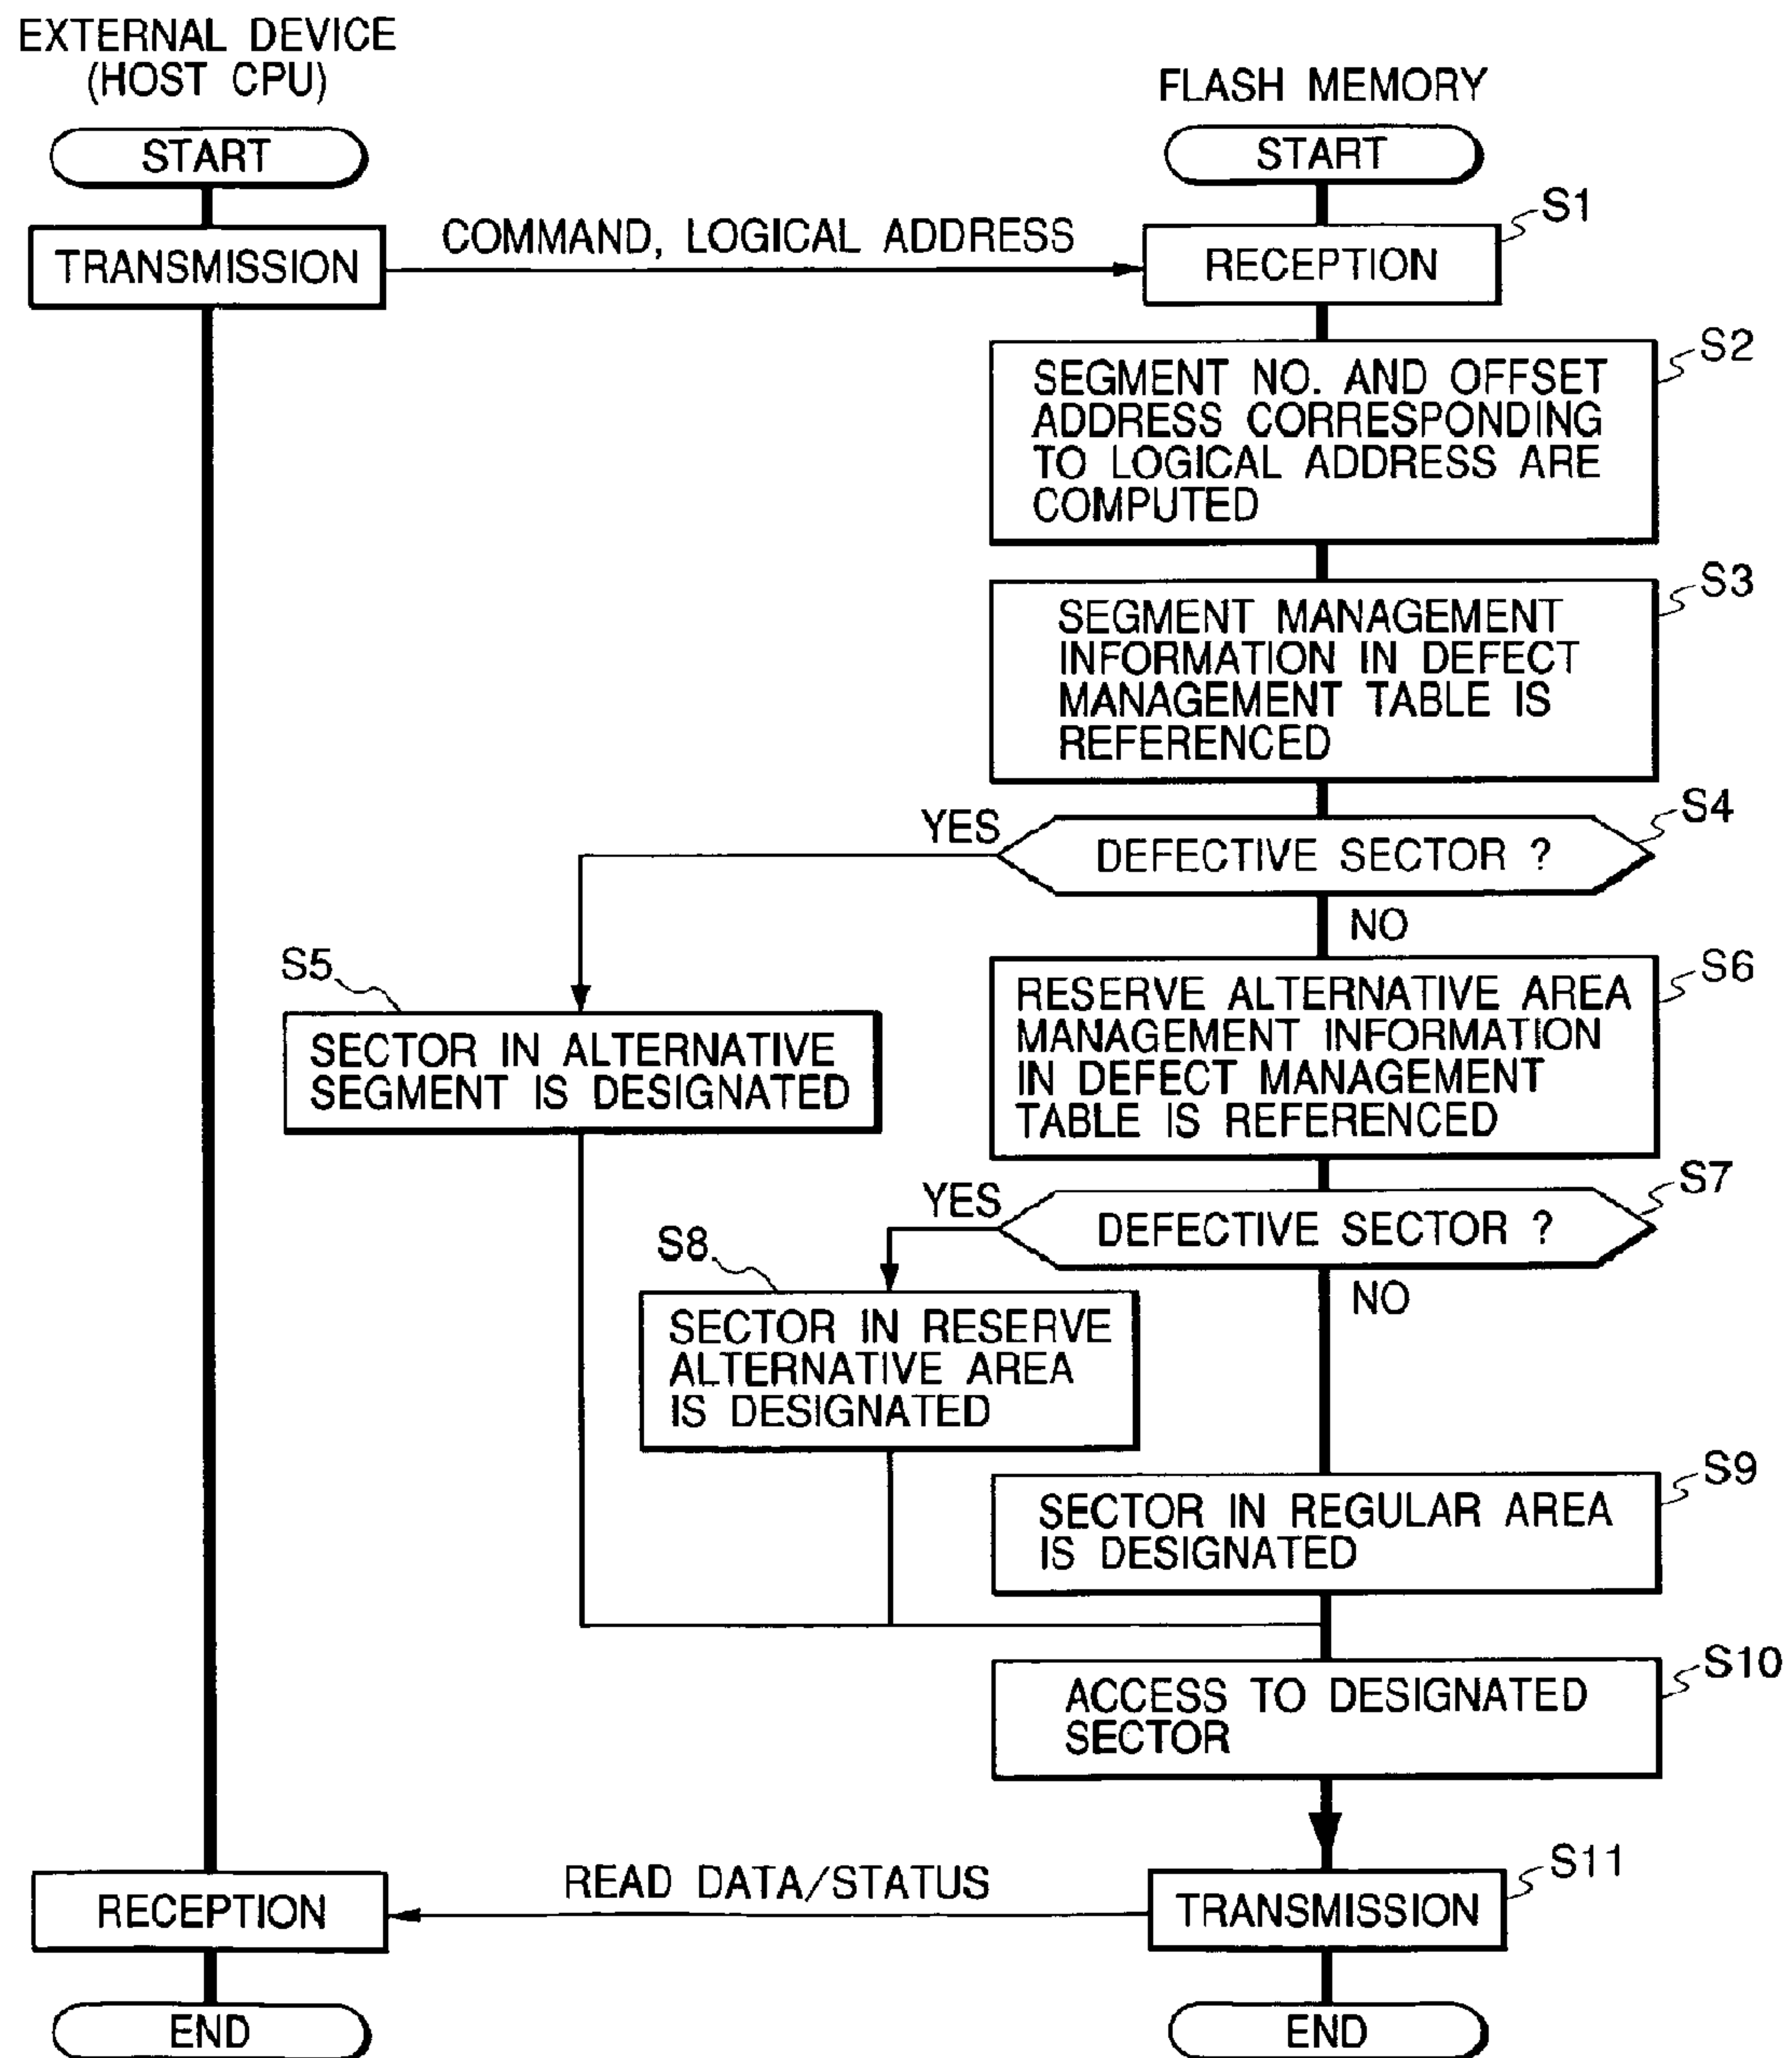 EXTERNAL DEVICE
(HOST CPU)
FLASH MEMORY
START
START
S1
TRANSMISSION
COMMAND, LOGICAL ADDRESS
RECEPTION
S2
SEGMENT NO. AND OFFSET
ADDRESS CORRESPONDING
TO LOGICAL ADDRESS ARE
COMPUTED
S3
SEGMENT MANAGEMENT
INFORMATION IN DEFECT
MANAGEMENT TABLE IS
REFERENCED
S4
YES
DEFECTIVE SECTOR ?
NO
S5
SECTOR IN ALTERNATIVE
SEGMENT IS DESIGNATED
S6
RESERVE ALTERNATIVE AREA
MANAGEMENT INFORMATION
IN DEFECT MANAGEMENT
TABLE IS REFERENCED
S7
YES
DEFECTIVE SECTOR ?
NO
S8
SECTOR IN RESERVE
ALTERNATIVE AREA
IS DESIGNATED
S9
SECTOR IN REGULAR AREA
IS DESIGNATED
S10
ACCESS TO DESIGNATED
SECTOR
S11
RECEPTION
READ DATA/STATUS
TRANSMISSION
END
END